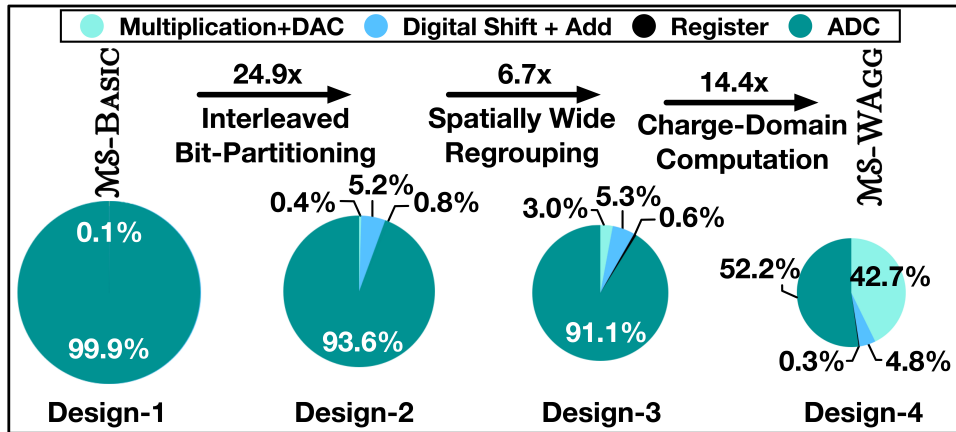 Multiplication+DAC Digital Shift + Add Register ADC
MS-BASIC
24.9x
Interleaved
Bit-Partitioning
6.7x
Spatially Wide
Regrouping
14.4x
Charge-Domain
Computation
MS-WAGG
0.1%
99.9%
0.4%
5.2%
0.8%
93.6%
3.0%
5.3%
0.6%
91.1%
52.2%
42.7%
0.3%
4.8%
Design-1 Design-2 Design-3 Design-4